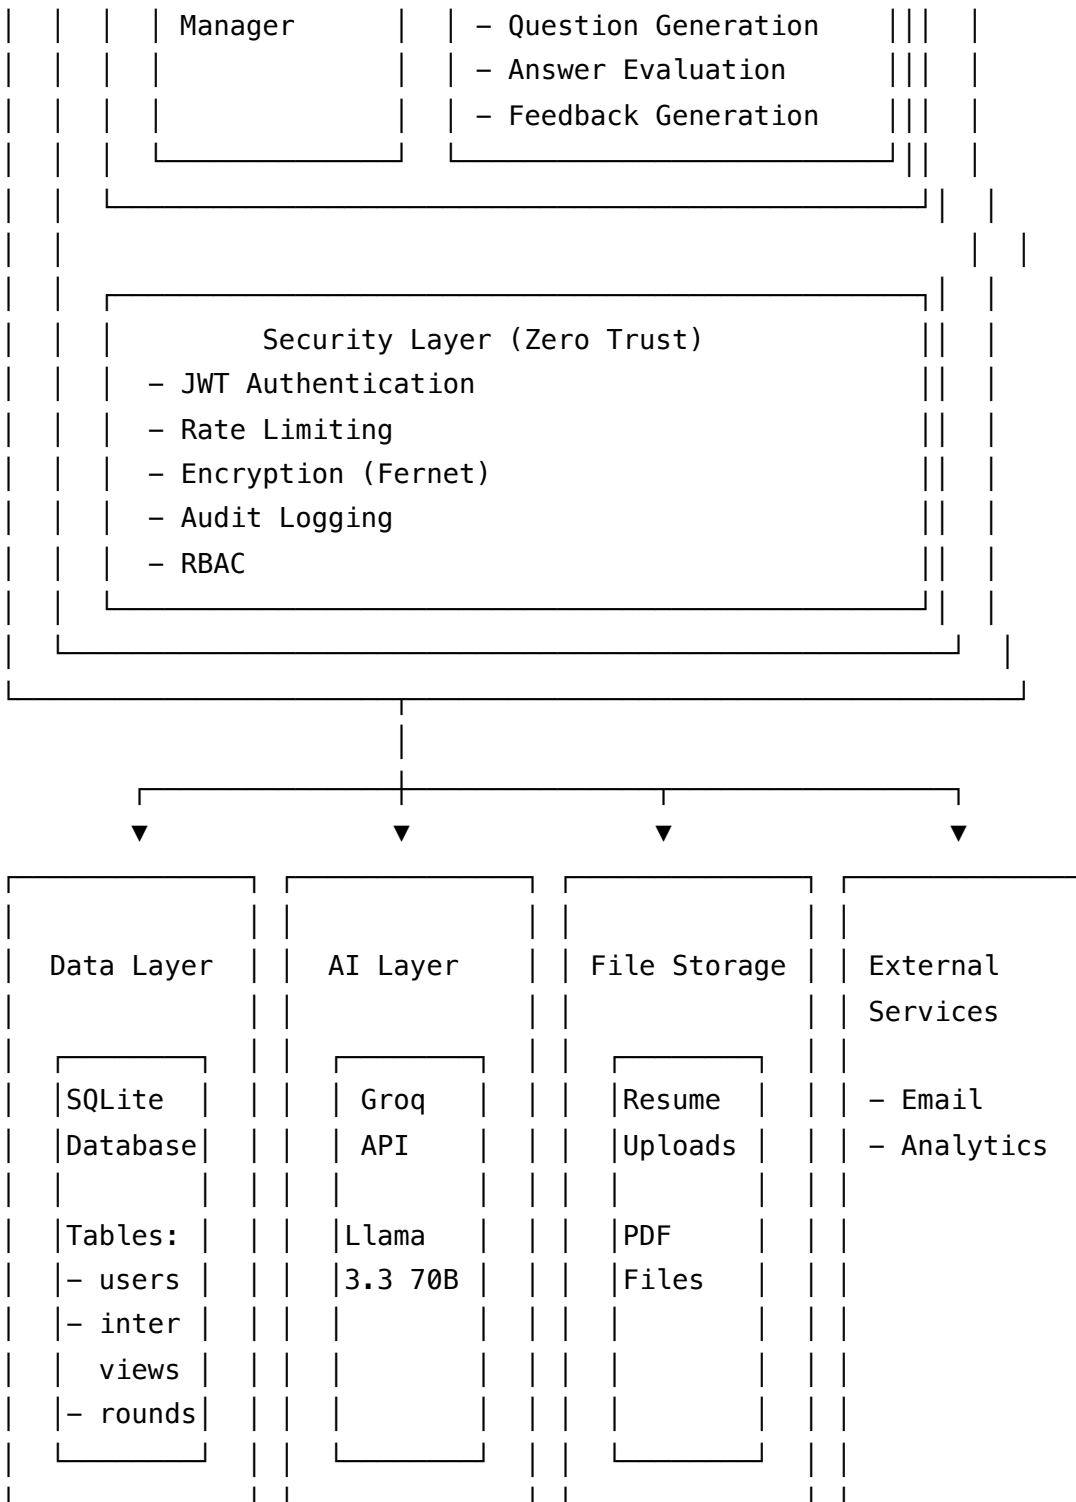 Manager – Question Generation
– Answer Evaluation
– Feedback Generation
Security Layer (Zero Trust)
– JWT Authentication
– Rate Limiting
– Encryption (Fernet)
– Audit Logging
– RBAC
Data Layer AI Layer File Storage External
Services
SQLite Groq Resume – Email
Database API Uploads – Analytics
Tables: Llama PDF
– users 3.3 70B Files
– inter
views
– rounds